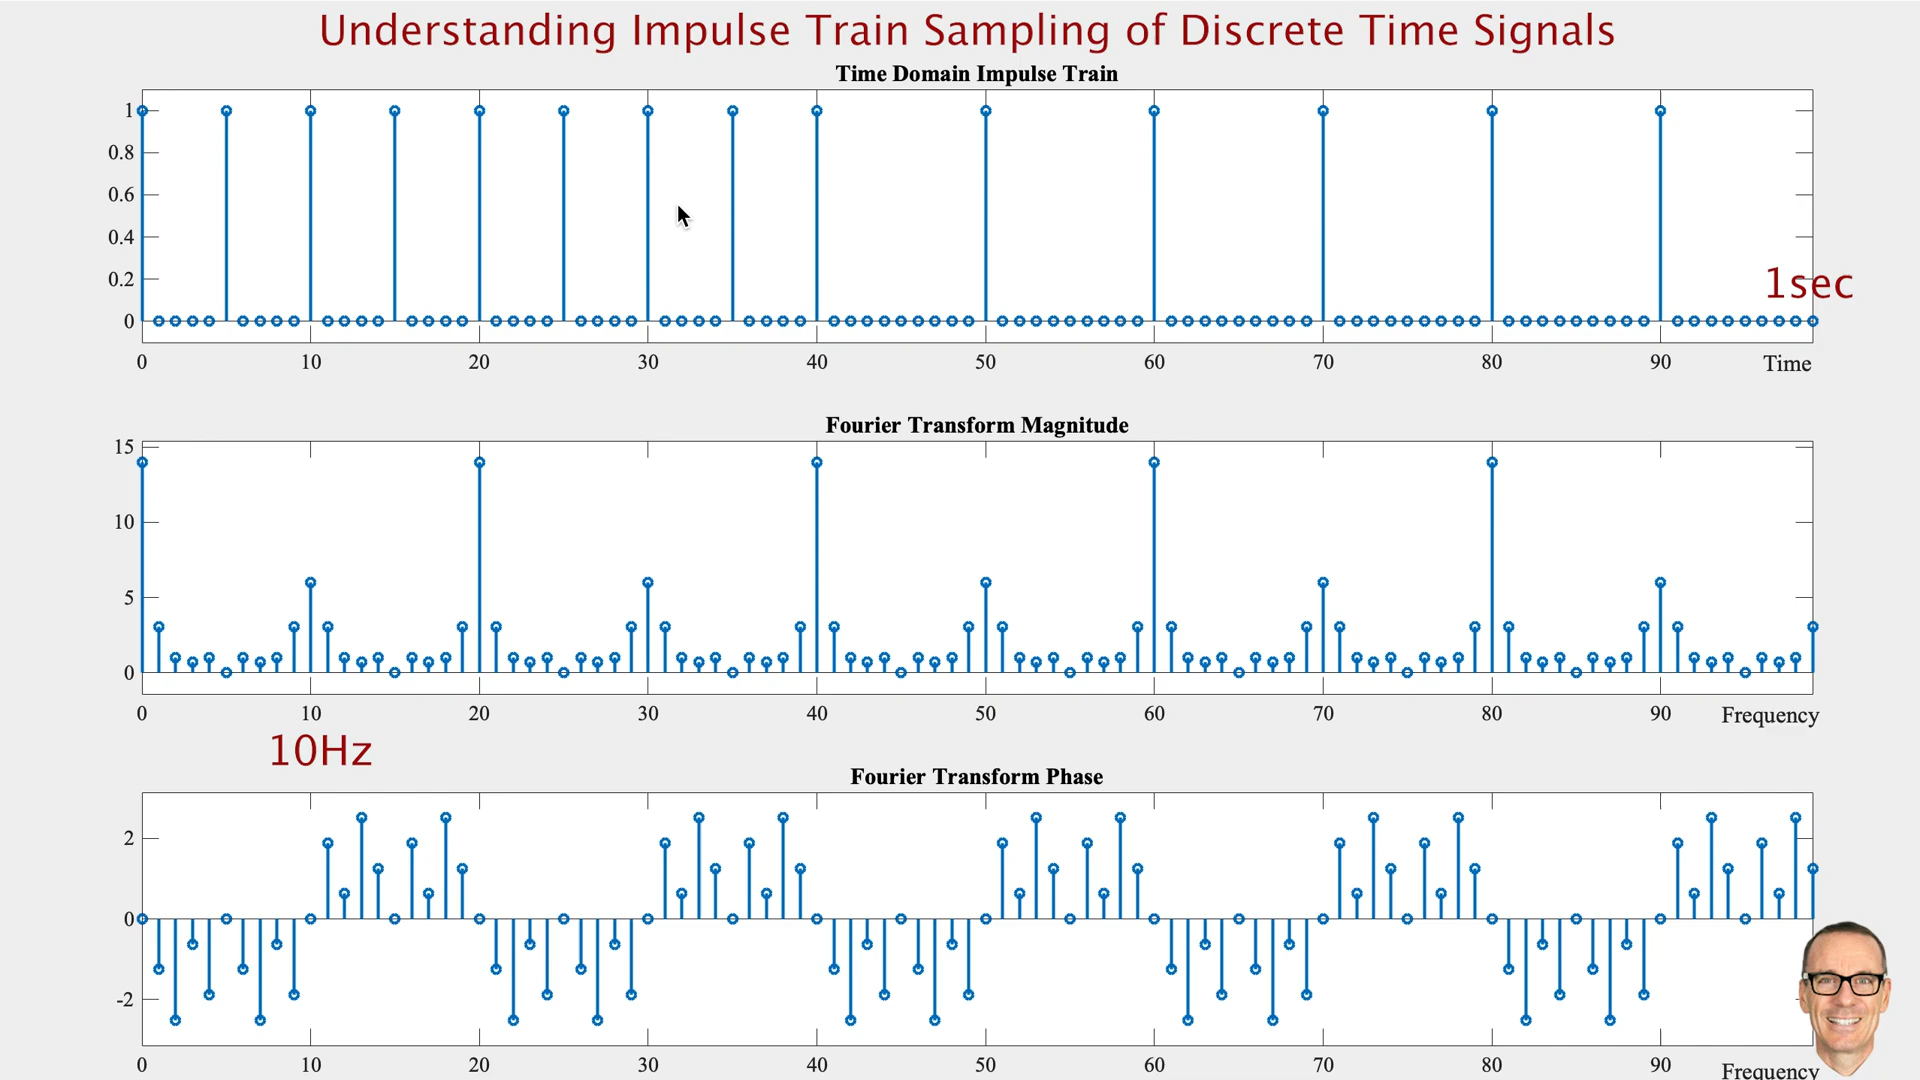 Understanding Impulse Train Sampling of Discrete Time Signals
Time Domain Impulse Train
1
0.8
0.6
0.4
0.2
0
1sec
0 10 20 30 40 50 60 70 80 90 Time
Fourier Transform Magnitude
15
10
5
0
0 10 20 30 40 50 60 70 80 90 Frequency
10Hz
Fourier Transform Phase
2
0
-2
0 10 20 30 40 50 60 70 80 90 Frequency